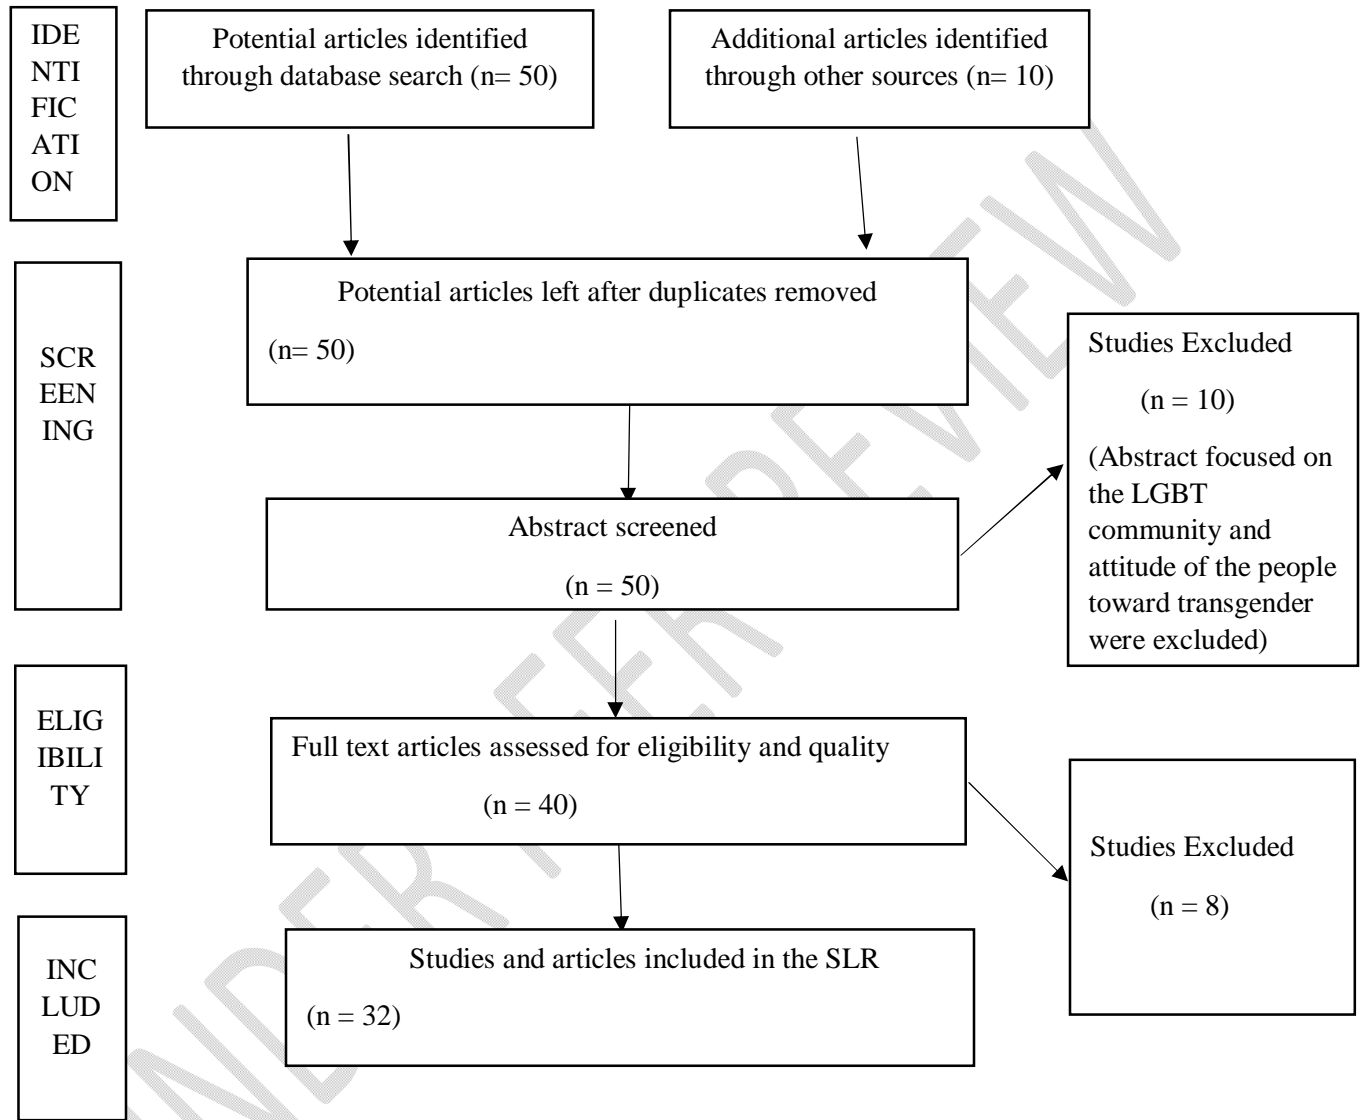 IDE
NTI
FIC
ATI
ON
Potential articles identified
through database search (n= 50)
Additional articles identified
through other sources (n= 10)
SCR
EEN
ING
Potential articles left after duplicates removed
(n= 50)
Studies Excluded
(n = 10)
(Abstract focused on
the LGBT
community and
attitude of the people
toward transgender
were excluded)
Abstract screened
(n = 50)
ELIG
IBILI
TY
Full text articles assessed for eligibility and quality
(n = 40)
Studies Excluded
(n = 8)
INC
LUD
ED
Studies and articles included in the SLR
(n = 32)
UNDER PEER REVIEW